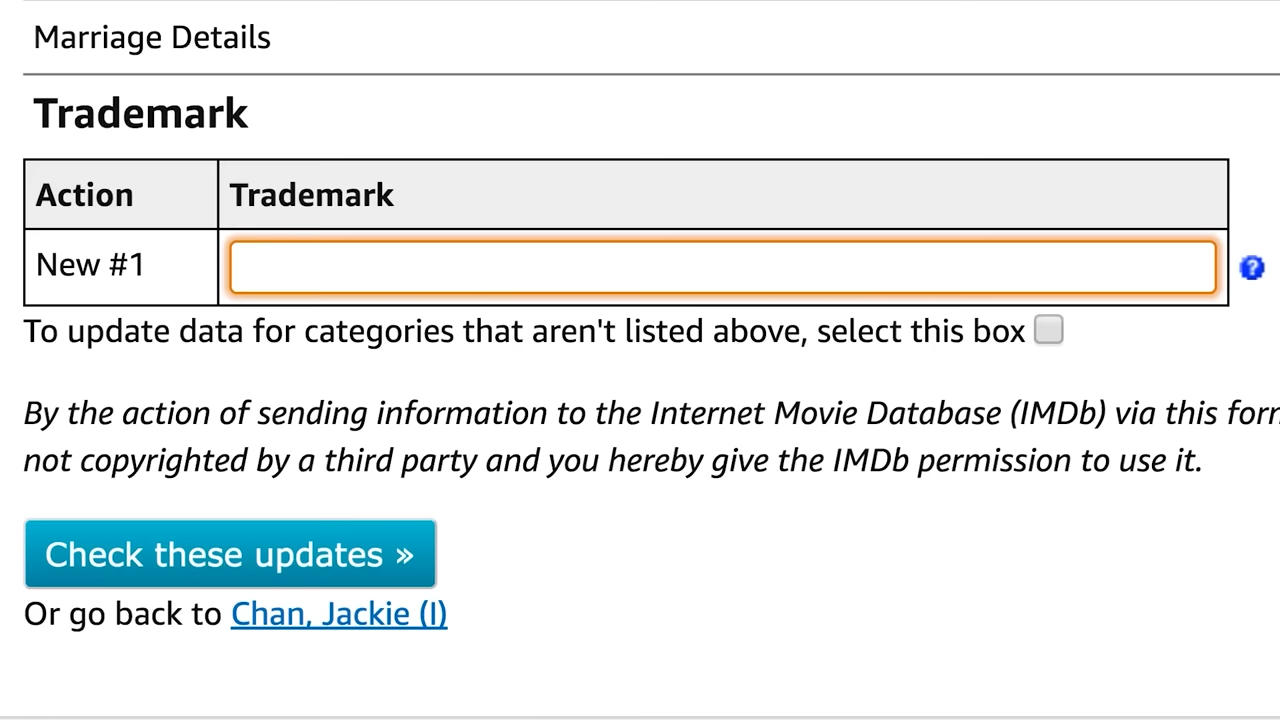 Marriage Details
Trademark
Action Trademark
New #1
To update data for categories that aren't listed above, select this box
By the action of sending information to the Internet Movie Database (IMDb) via this form
not copyrighted by a third party and you hereby give the IMDb permission to use it.
Check these updates »
Or go back to Chan, Jackie (I)